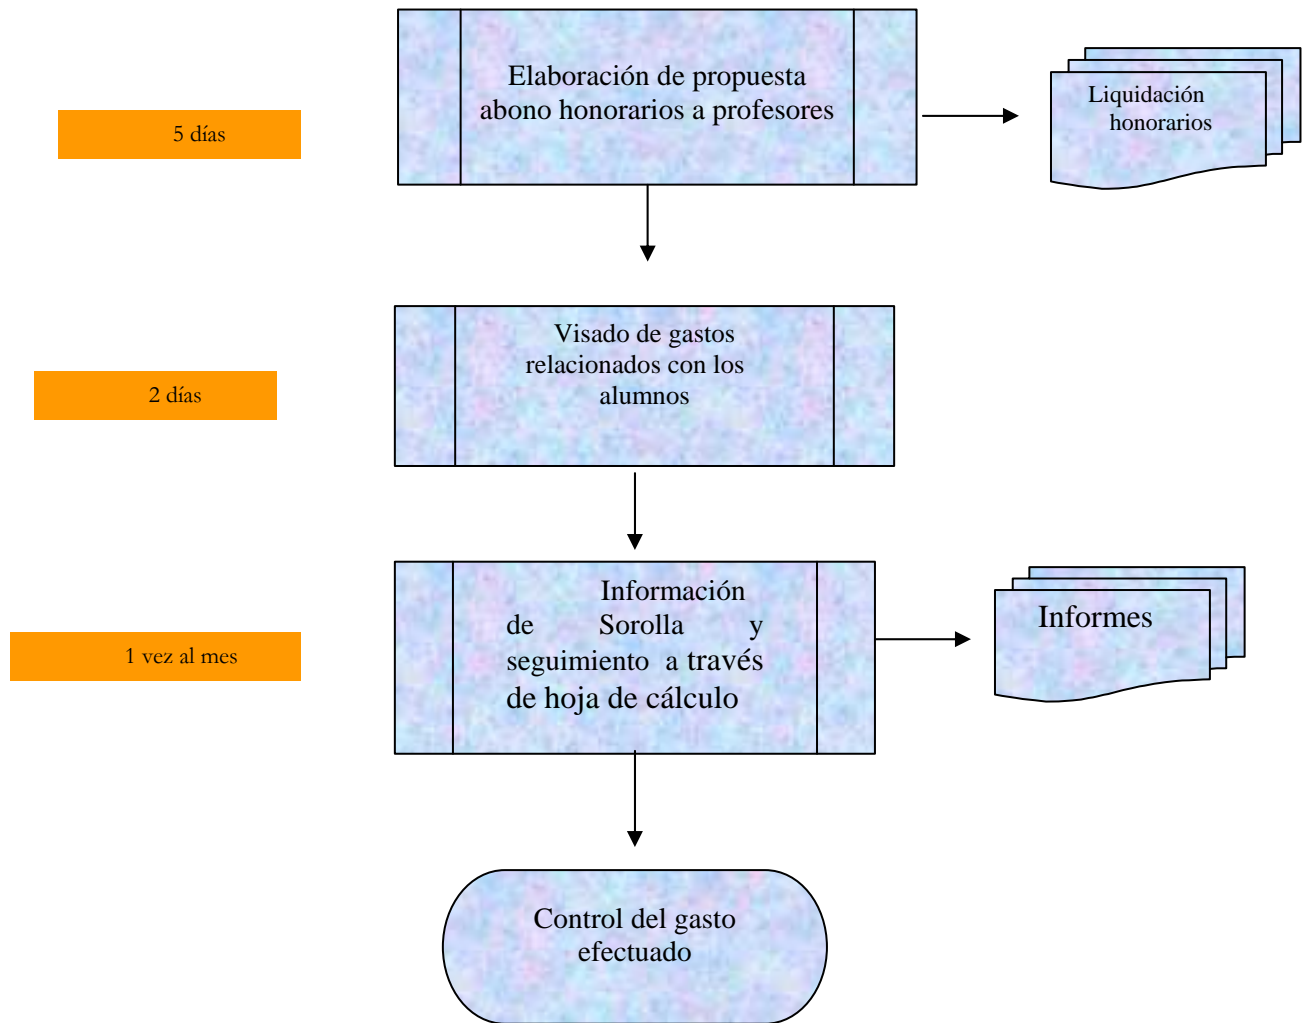 Elaboración de propuesta
abono honorarios a profesores
Liquidación
honorarios
5 días
Visado de gastos
relacionados con los
alumnos
2 días
Información
de Sorolla y
seguimiento a través
de hoja de cálculo
Informes
1 vez al mes
Control del gasto
efectuado